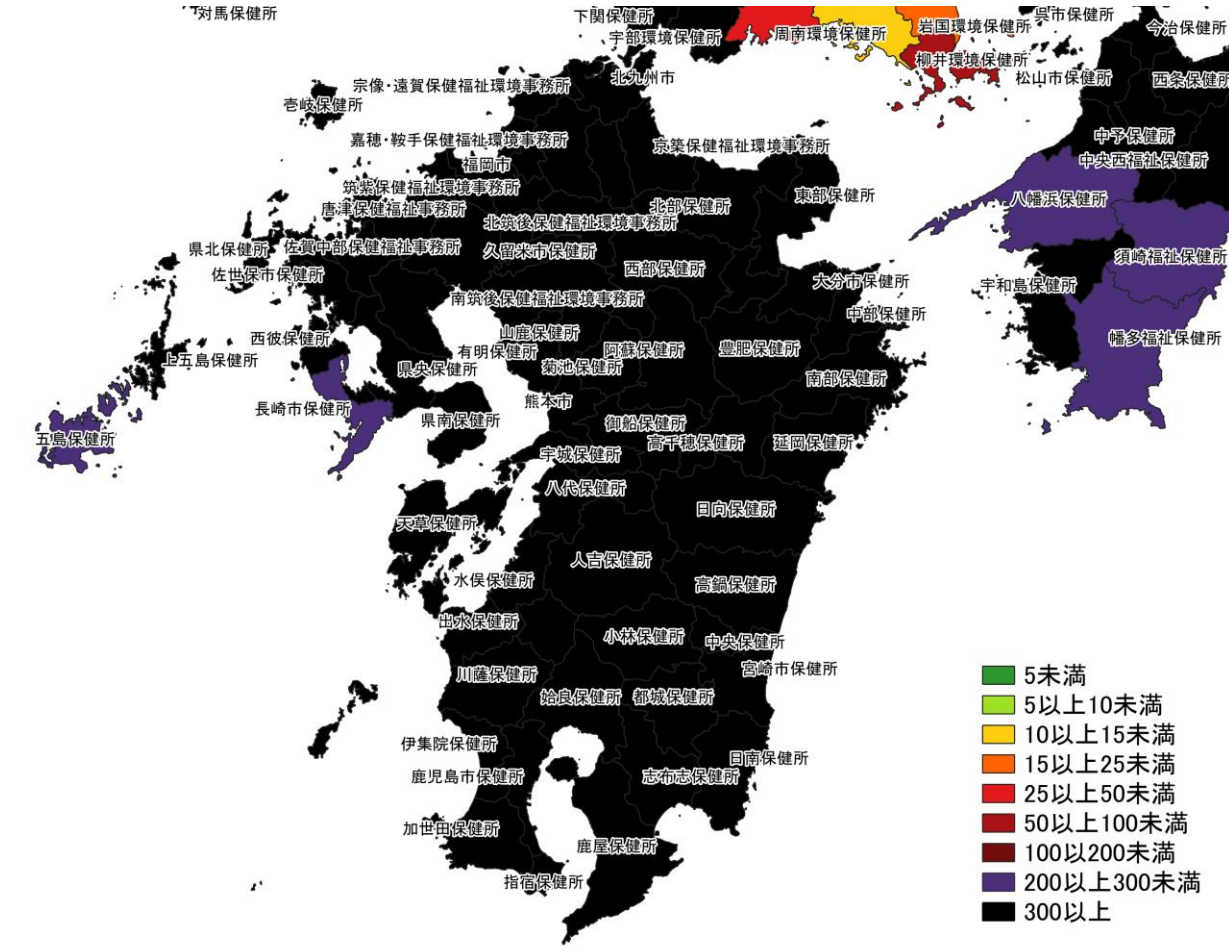 対馬保健所
下関保健所
宇部環境保健所
周南環境保健所
岩国環境保健所
呉市保健所
今治保健所
柳井環境保健所
松山市保健所
西条保健所
北九州市
宗像・遠賀保健福祉環境事務所
壱岐保健所
嘉穂・鞍手保健福祉環境事務所
京築保健福祉環境事務所
中予保健所
中央西福祉保健所
福岡市
筑紫保健福祉環境事務所
東部保健所
八幡浜保健所
唐津保健福祉事務所
北部保健所
北筑後保健福祉環境事務所
県北保健所
佐賀中部保健福祉事務所
久留米市保健所
須崎福祉保健所
佐世保市保健所
西部保健所
大分市保健所
宇和島保健所
南筑後保健福祉環境事務所
中部保健所
西彼保健所
山鹿保健所
幡多福祉保健所
上五島保健所
有明保健所
阿蘇保健所
豊肥保健所
県央保健所
菊池保健所
南部保健所
長崎市保健所
熊本市
県南保健所
御船保健所
五島保健所
高千穂保健所
延岡保健所
宇城保健所
八代保健所
日向保健所
天草保健所
人吉保健所
水俣保健所
高鍋保健所
出水保健所
小林保健所
中央保健所
川薩保健所
宮崎市保健所
姶良保健所
都城保健所
伊集院保健所
日南保健所
鹿児島市保健所
志布志保健所
加世田保健所
鹿屋保健所
指宿保健所
5未満
5以上10未満
10以上15未満
15以上25未満
25以上50未満
50以上100未満
100以200未満
200以上300未満
300以上